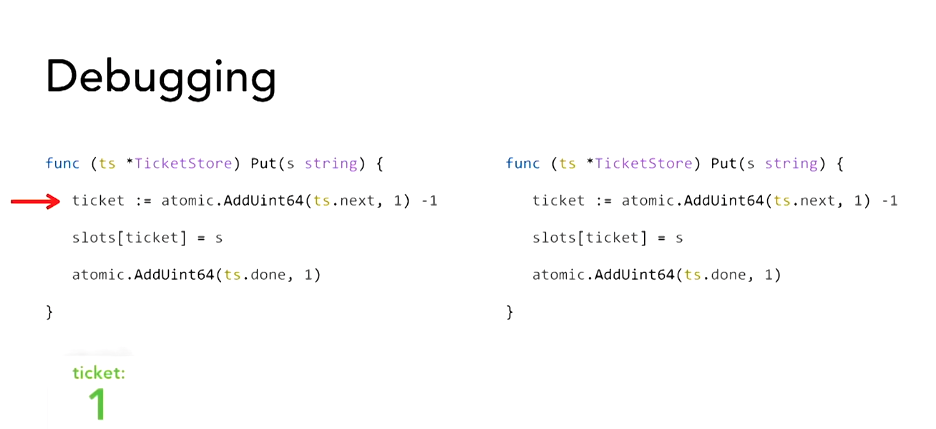 Debugging
func (ts *TicketStore) Put(s string) {
ticket := atomic.AddUint64(ts.next, 1) -1
slots[ticket] = s
atomic.AddUint64(ts.done, 1)
}
ticket:
1
func (ts *TicketStore) Put(s string) {
ticket := atomic.AddUint64(ts.next, 1) -1
slots[ticket] = s
atomic.AddUint64(ts.done, 1)
}